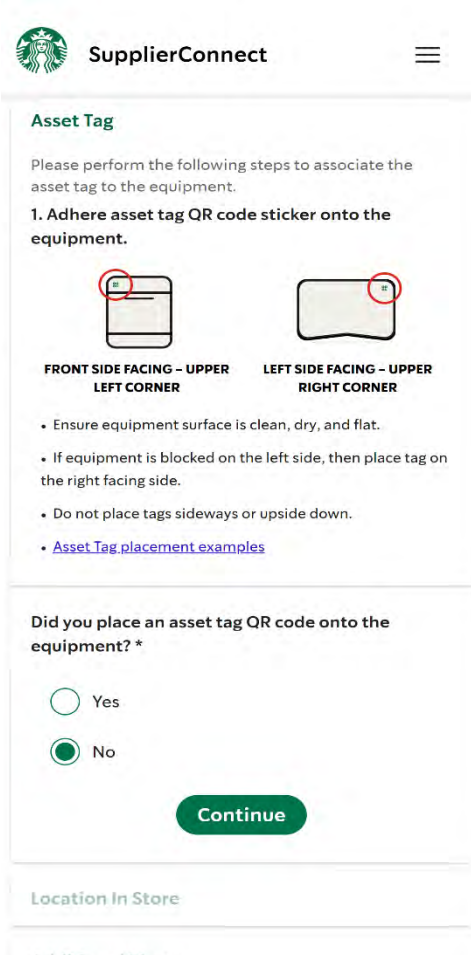 SupplierConnect
Asset Tag
Please perform the following steps to associate the
asset tag to the equipment.
1. Adhere asset tag QR code sticker onto the
equipment.
FRONT SIDE FACING – UPPER
LEFT CORNER
LEFT SIDE FACING – UPPER
RIGHT CORNER
• Ensure equipment surface is clean, dry, and flat.
• If equipment is blocked on the left side, then place tag on
the right facing side.
• Do not place tags sideways or upside down.
• Asset Tag placement examples
Did you place an asset tag QR code onto the
equipment? *
Yes
No
Continue
Location In Store